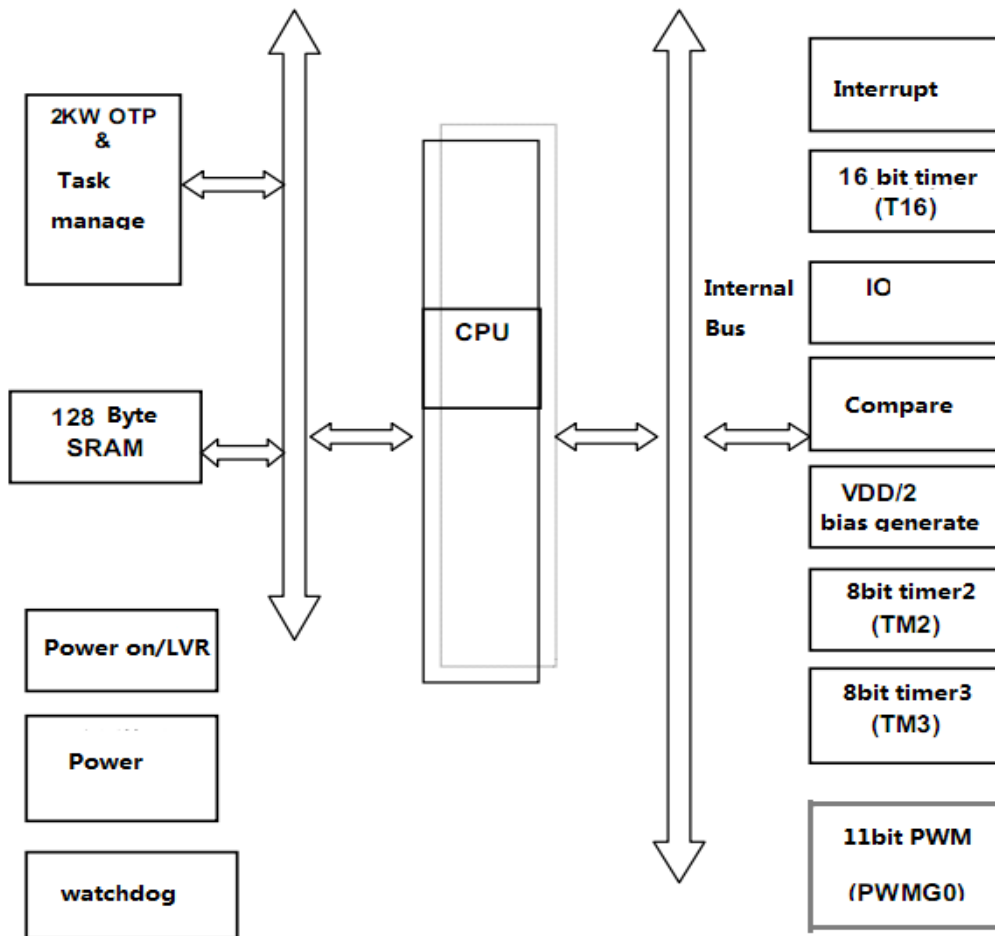 2KW OTP
&
Task
manage
128 Byte
SRAM
Power on/LVR
Power
watchdog
CPU
Internal
Bus
Interrupt
16 bit timer
(T16)
IO
Compare
VDD/2
bias generate
8bit timer2
(TM2)
8bit timer3
(TM3)
11bit PWM
(PWMG0)